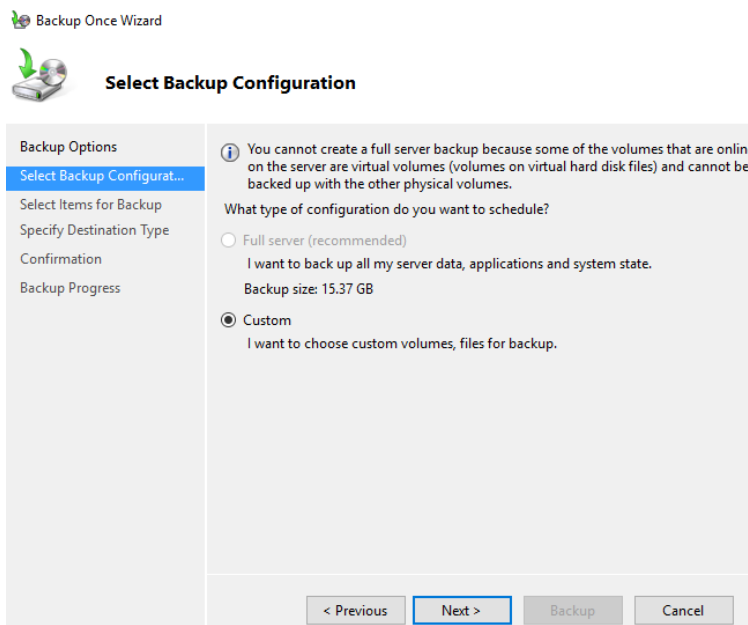 Backup Once Wizard
Select Backup Configuration
Backup Options
Select Backup Configurat...
Select Items for Backup
Specify Destination Type
Confirmation
Backup Progress
You cannot create a full server backup because some of the volumes that are onlin
on the server are virtual volumes (volumes on virtual hard disk files) and cannot be
backed up with the other physical volumes.
What type of configuration do you want to schedule?
Full server (recommended)
I want to back up all my server data, applications and system state.
Backup size: 15.37 GB
Custom
I want to choose custom volumes, files for backup.
< Previous
Next >
Backup
Cancel